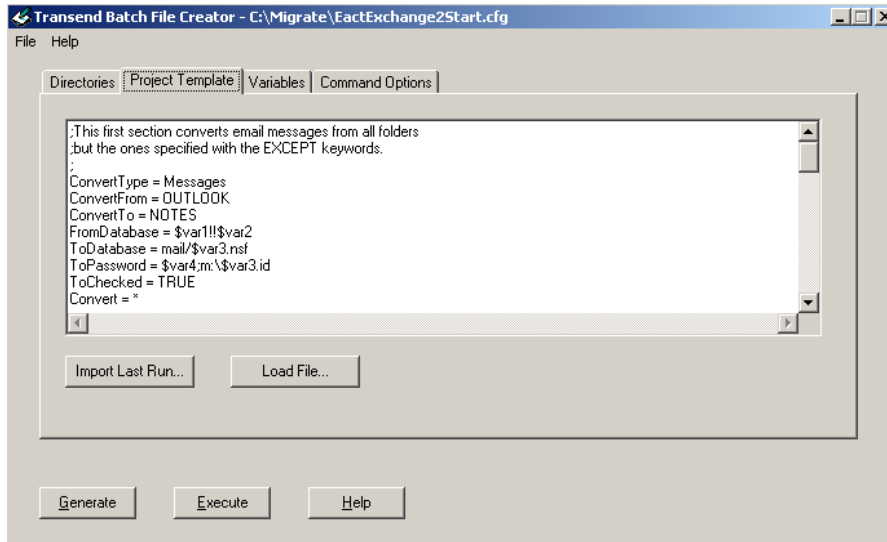 Transend Batch File Creator - C:\Migrate\EactExchange2Start.cfg
File Help
Directories Project Template Variables Command Options
;This first section converts email messages from all folders
;but the ones specified with the EXCEPT keywords.
;
ConvertType = Messages
ConvertFrom = OUTLOOK
ConvertTo = NOTES
FromDatabase = $var1!!$var2
ToDatabase = mail/$var3.nsf
ToPassword = $var4;m:\$var3.id
ToChecked = TRUE
Convert = *
Import Last Run... Load File...
Generate Execute Help